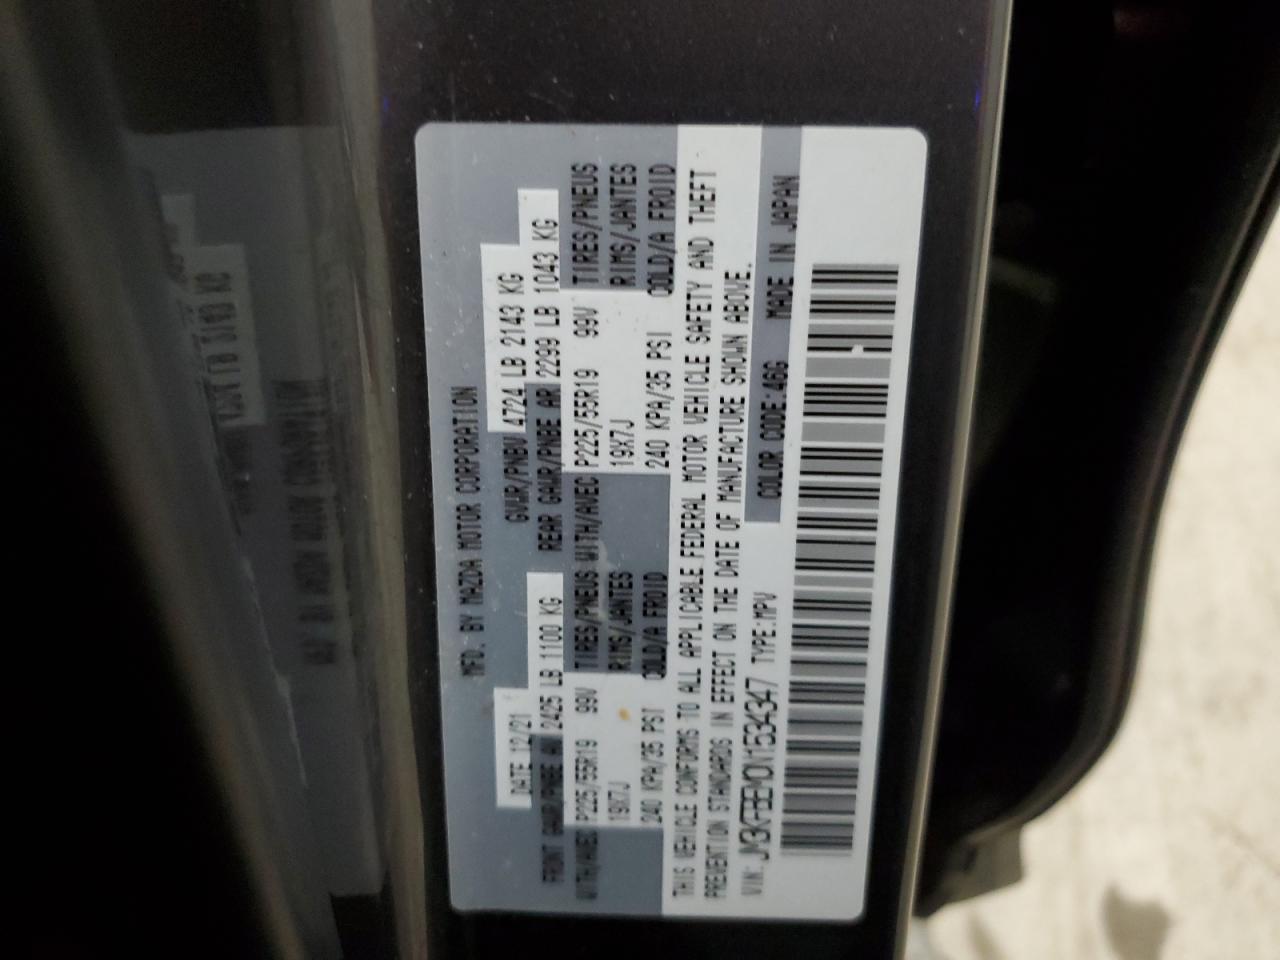 MFD. BY MAZDA MOTOR CORPORATION
DATE 12/21 GVWR/PNBV 4724 LB 2143 KG
FRONT GAWR/PNBE AV 2425 LB 1100 KG REAR GAWR/PNBE AR 2299 LB 1043 KG
WITH/AVEC P225/55R19 99V TIRES/PNEUS WITH/AVEC P225/55R19 99V TIRES/PNEUS
19X7J RIMS/JANTES 19X7J RIMS/JANTES
240 KPA/35 PSI COLD/A FROID 240 KPA/35 PSI COLD/A FROID
THIS VEHICLE CONFORMS TO ALL APPLICABLE FEDERAL MOTOR VEHICLE SAFETY AND THEFT
PREVENTION STANDARDS IN EFFECT ON THE DATE OF MANUFACTURE SHOWN ABOVE.
VIN: JM3KFBEM0N1534347 TYPE:MPV COLOR CODE:46G MADE IN JAPAN